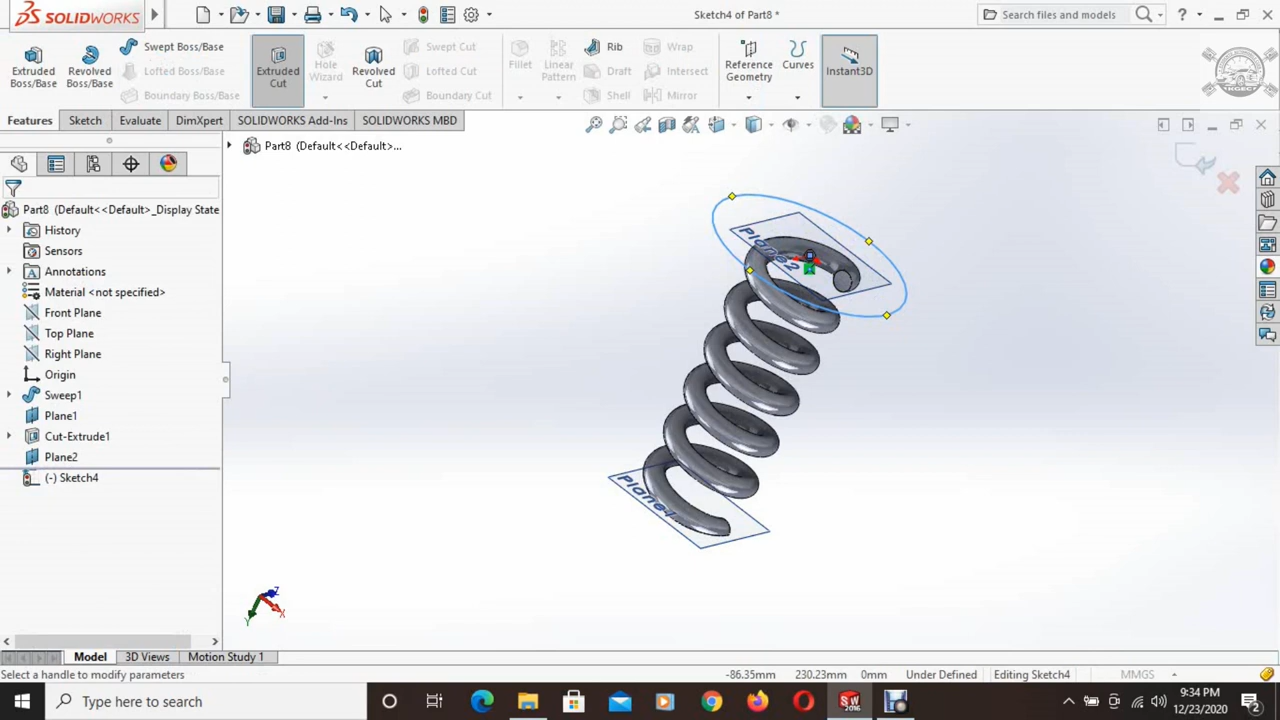 SOLIDWORKS
Sketch4 of Part8 *
Search files and models
?
Extruded Boss/Base
Revolved Boss/Base
Swept Boss/Base
Lofted Boss/Base
Boundary Boss/Base
Extruded Cut
Hole Wizard
Revolved Cut
Swept Cut
Lofted Cut
Boundary Cut
Fillet
Linear Pattern
Rib
Draft
Shell
Wrap
Intersect
Mirror
Reference Geometry
Curves
Instant3D
Features
Sketch
Evaluate
DimXpert
SOLIDWORKS Add-Ins
SOLIDWORKS MBD
Part8 (Default<<Default>...
Part8 (Default<<Default>_Display State
History
Sensors
Annotations
Material <not specified>
Front Plane
Top Plane
Right Plane
Origin
Sweep1
Plane1
Cut-Extrude1
Plane2
(-) Sketch4
Plane2
Plane1
Z
X
Y
Model
3D Views
Motion Study 1
Select a handle to modify parameters
-86.35mm
230.23mm
0mm
Under Defined
Editing Sketch4
MMGS
Type here to search
SW
2016
9:34 PM
12/23/2020
2